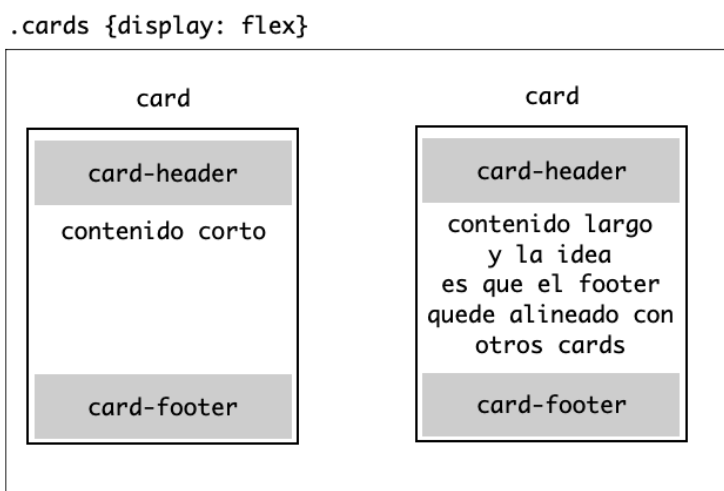 .cards {display: flex}
card
card-header
contenido corto
card-footer
card
card-header
contenido largo
y la idea
es que el footer
quede alineado con
otros cards
card-footer